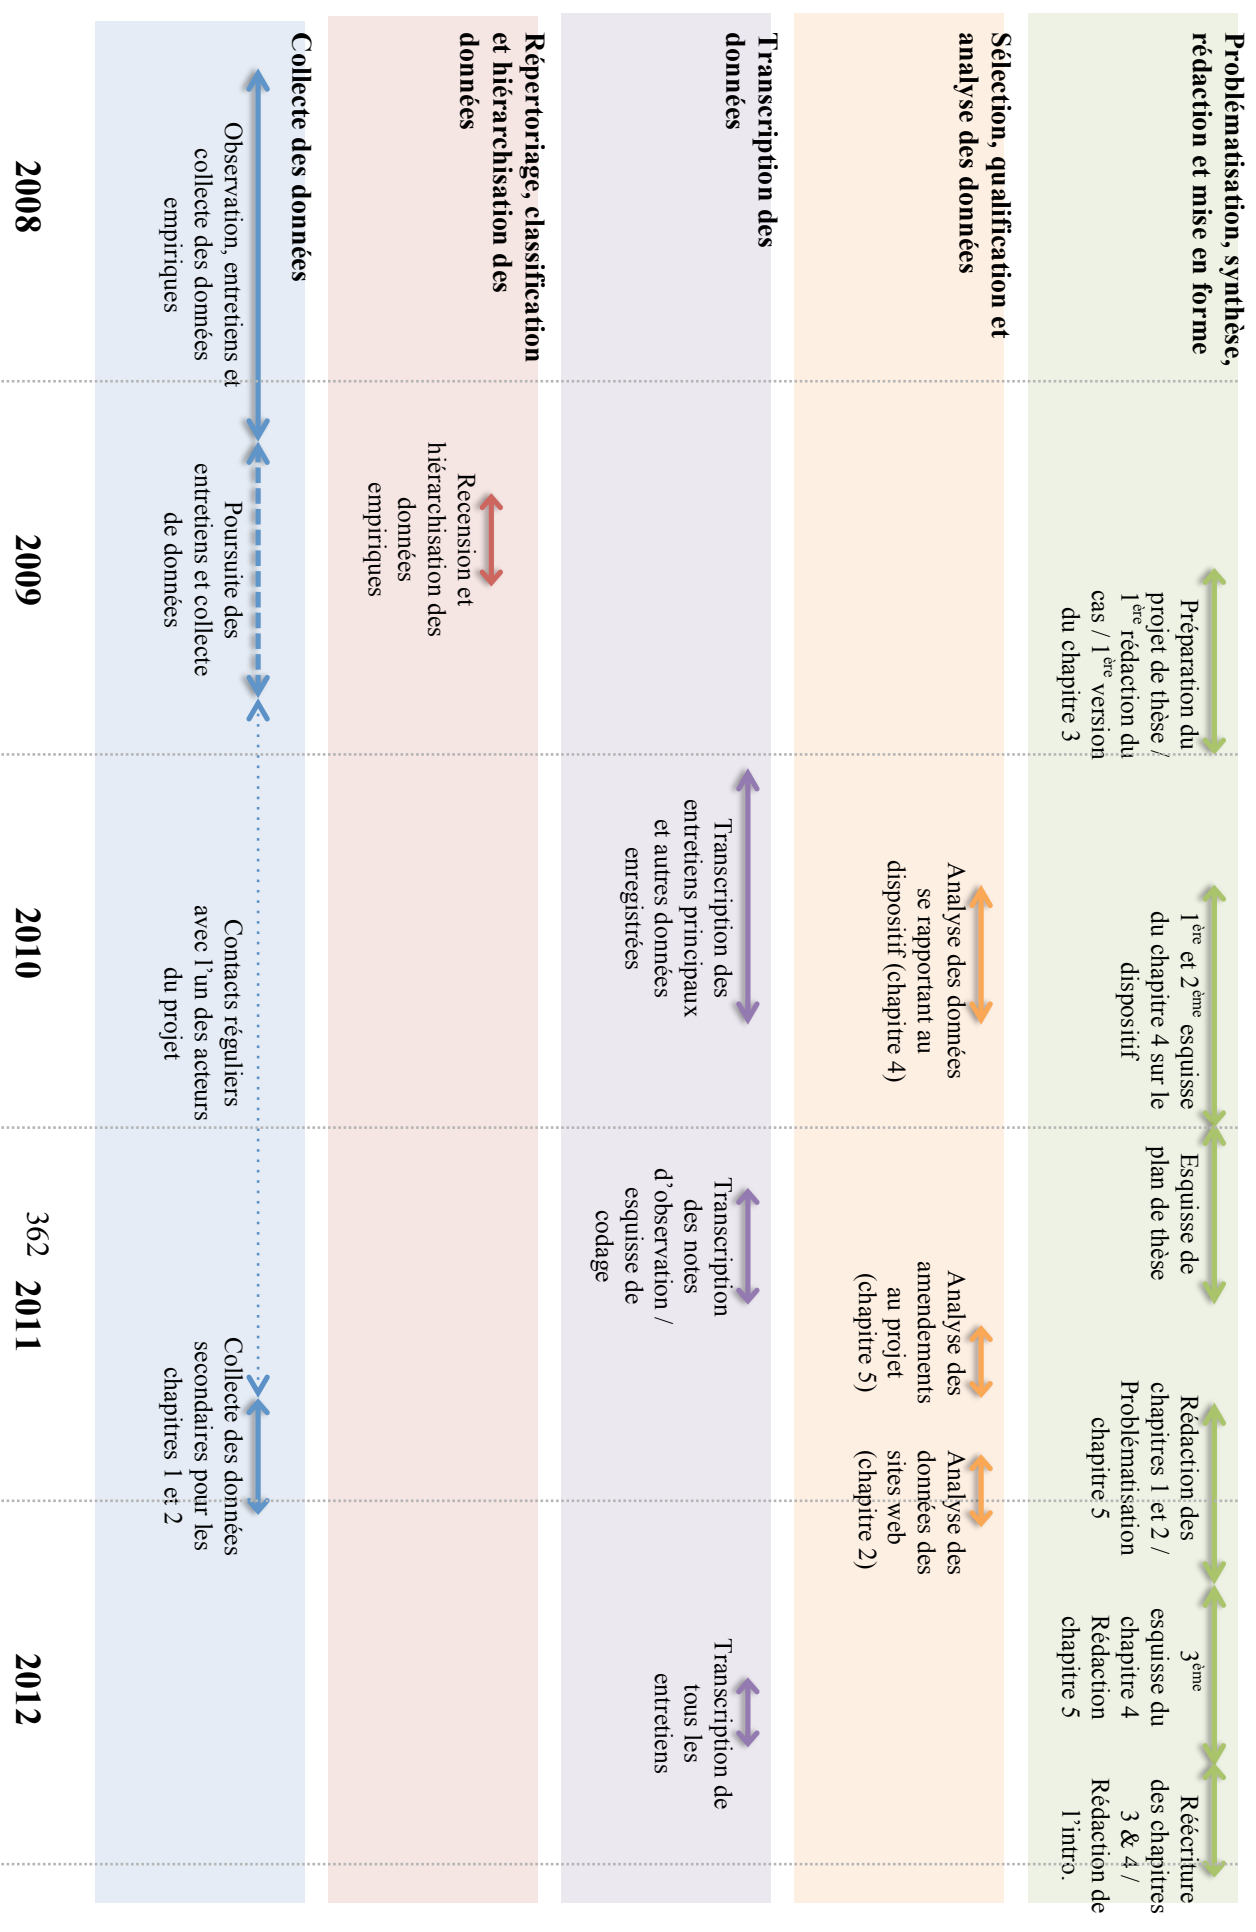 Problématisation, synthèse,
rédaction et mise en forme
Préparation du
projet de thèse /
1ère rédaction du
cas / 1ère version
du chapitre 3
1ère et 2ème esquisse
du chapitre 4 sur le
dispositif
Esquisse de
plan de thèse
Rédaction des
chapitres 1 et 2 /
Problématisation
chapitre 5
3ème
esquisse du
chapitre 4
Rédaction
chapitre 5
Réécriture
des chapitres
3 & 4 /
Rédaction de
l’intro.
Sélection, qualification et
analyse des données
Analyse des données
se rapportant au
dispositif (chapitre 4)
Analyse des
amendements
au projet
(chapitre 5)
Analyse des
données des
sites web
(chapitre 2)
Transcription des
données
Transcription des
entretiens principaux
et autres données
enregistrées
Transcription
des notes
d’observation /
esquisse de
codage
Transcription de
tous les
entretiens
Répertoriage, classification
et hiérarchisation des
données
Recension et
hiérarchisation des
données
empiriques
Collecte des données
Observation, entretiens et
collecte des données
empiriques
Poursuite des
entretiens et collecte
de données
Contacts réguliers
avec l’un des acteurs
du projet
Collecte des données
secondaires pour les
chapitres 1 et 2
2008
2009
2010
362
2011
2012